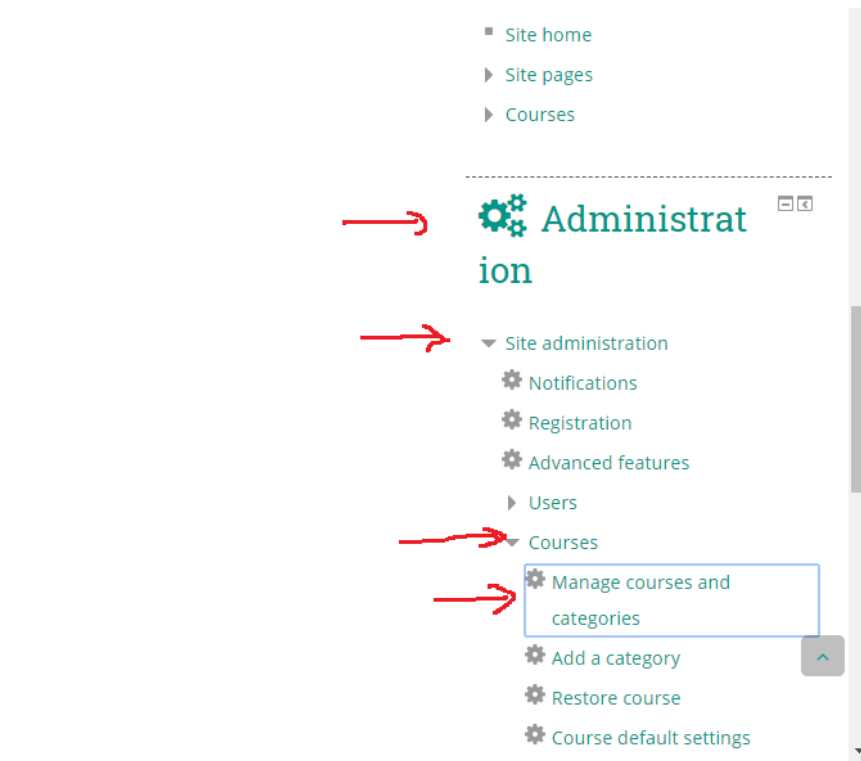 Site home
Site pages
Courses
Administrat
ion
Site administration
Notifications
Registration
Advanced features
Users
Courses
Manage courses and
categories
Add a category
Restore course
Course default settings